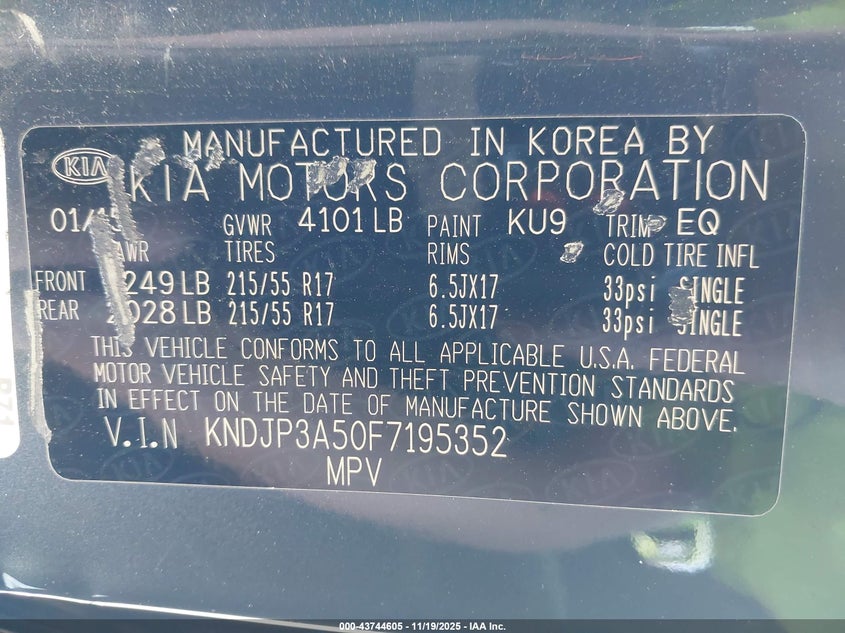 MANUFACTURED IN KOREA BY
KIA KIA MOTORS CORPORATION
GVWR 4101 LB PAINT KU9 TRIM EQ
TIRES RIMS COLD TIRE INFL
FRONT 249 LB 215/55 R17 6.5JX17 33psi SINGLE
REAR 2028 LB 215/55 R17 6.5JX17 33psi SINGLE
THIS VEHICLE CONFORMS TO ALL APPLICABLE U.S.A. FEDERAL
MOTOR VEHICLE SAFETY AND THEFT PREVENTION STANDARDS
IN EFFECT ON THE DATE OF MANUFACTURE SHOWN ABOVE.
V.I.N KNDJP3A50F7195352
MPV
000-43744605 - 11/19/2025 - IAA Inc.